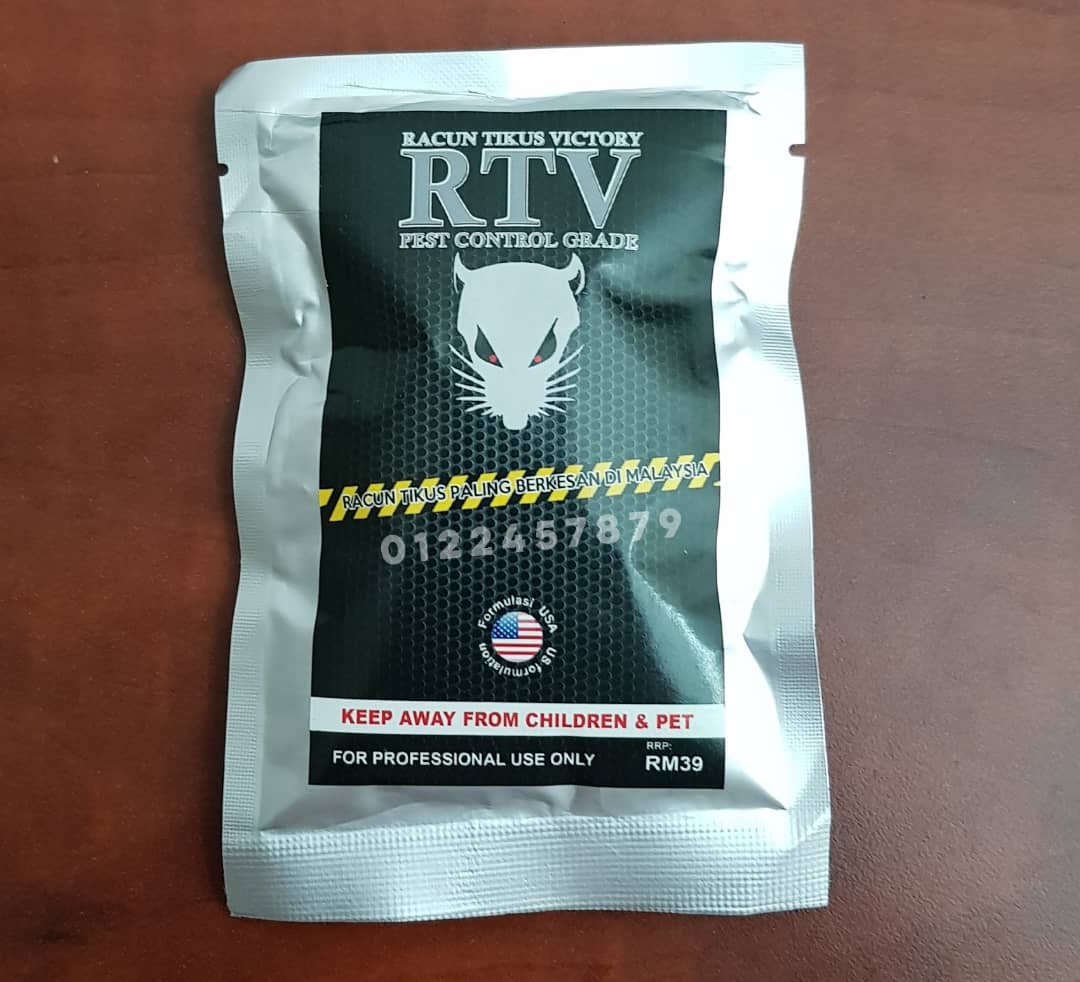 RACUN TIKUS VICTORY
RTV
PEST CONTROL GRADE
RACUN TIKUS PALING BERKESAN DI MALAYSIA
0122457879
Formulasi USA
US formulation
KEEP AWAY FROM CHILDREN & PET
FOR PROFESSIONAL USE ONLY
RRP:
RM39